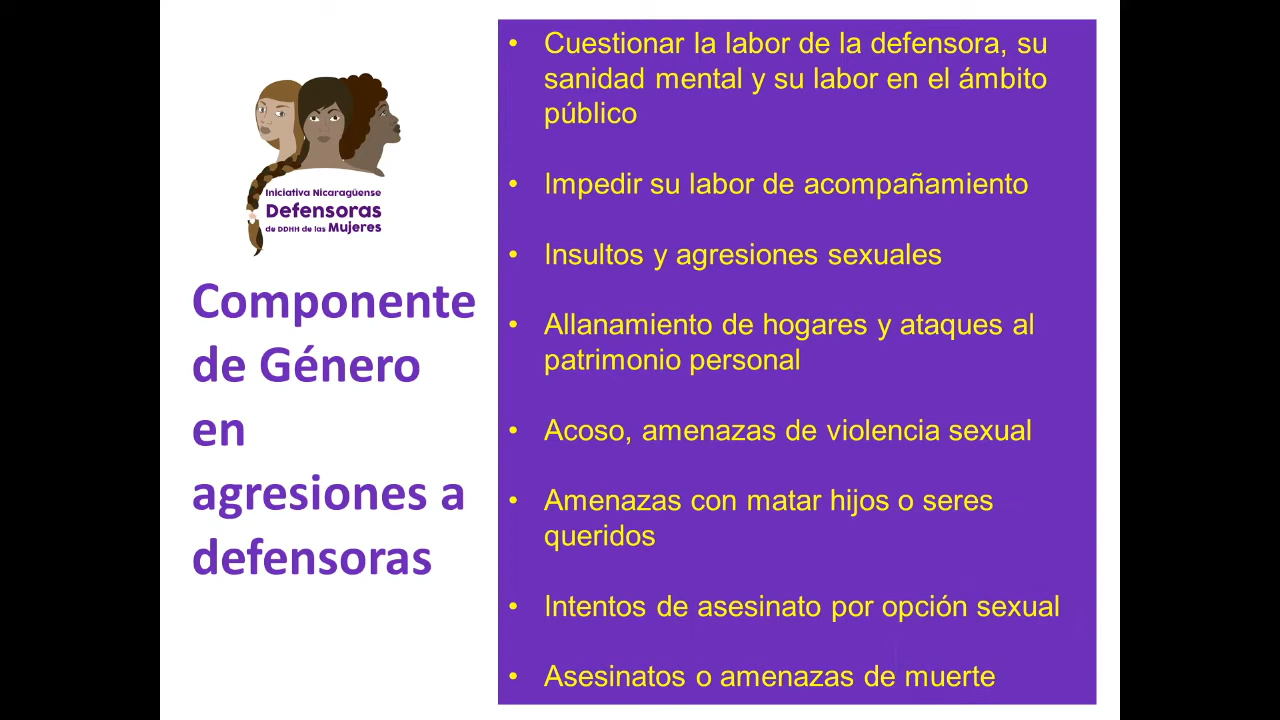 Iniciativa Nicaragüense
Defensoras
de DDHH de las Mujeres
Componente
de Género
en
agresiones a
defensoras
• Cuestionar la labor de la defensora, su
sanidad mental y su labor en el ámbito
público
• Impedir su labor de acompañamiento
• Insultos y agresiones sexuales
• Allanamiento de hogares y ataques al
patrimonio personal
• Acoso, amenazas de violencia sexual
• Amenazas con matar hijos o seres
queridos
• Intentos de asesinato por opción sexual
• Asesinatos o amenazas de muerte